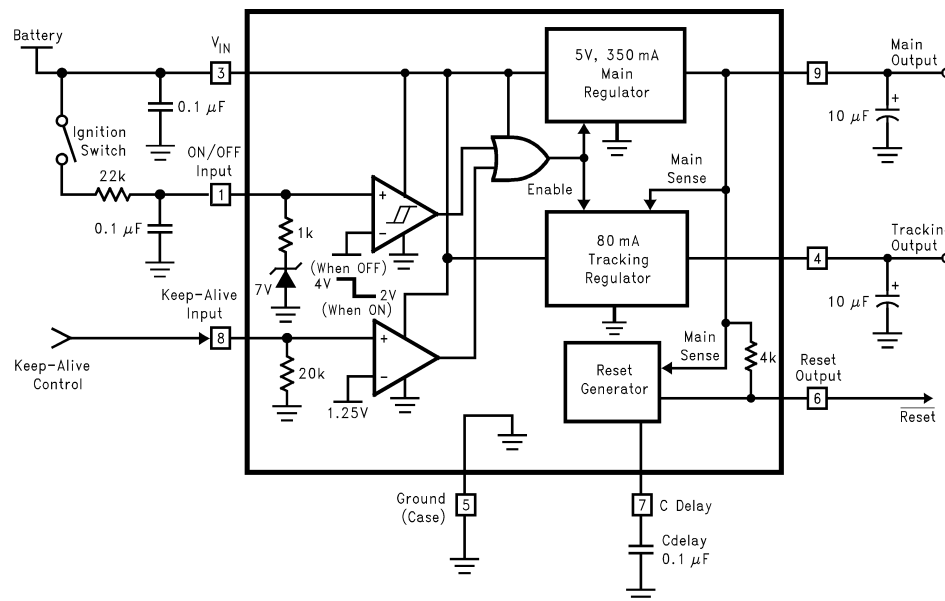 Battery
V_IN
3
0.1 μF
Ignition
Switch
22k
ON/OFF
Input
1
0.1 μF
1k
7V
+
−
(When OFF)
4V
2V
(When ON)
Keep-Alive
Input
8
Keep-Alive
Control
20k
+
−
1.25V
5V, 350 mA
Main
Regulator
Enable
Main
Sense
80 mA
Tracking
Regulator
Main
Sense
4k
Reset
Generator
9
Main
Output
10 μF
+
4
Tracking
Output
10 μF
+
Reset
Output
6
Reset
Ground
(Case)
5
7
C Delay
Cdelay
0.1 μF